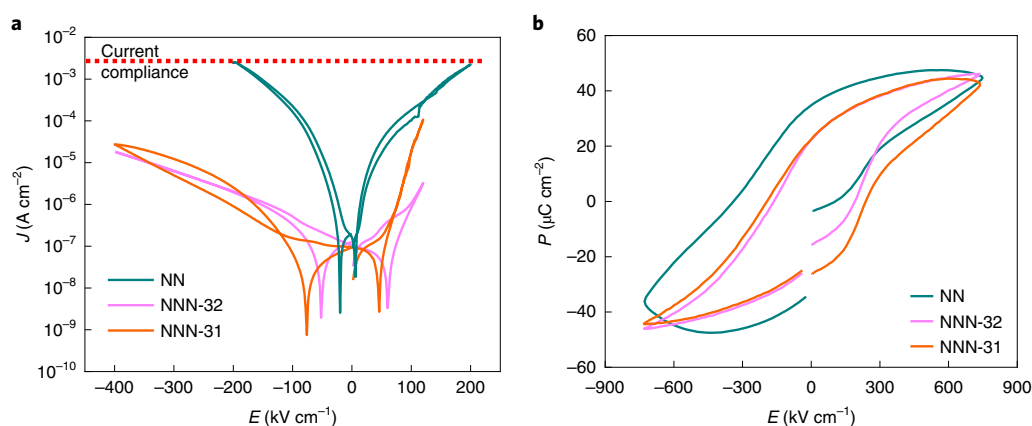 a
10⁻²
10⁻³
10⁻⁴
10⁻⁵
10⁻⁶
10⁻⁷
10⁻⁸
10⁻⁹
10⁻¹⁰
J (A cm⁻²)
Current
compliance
NN
NNN-32
NNN-31
–400 –300 –200 –100 0 100 200
E (kV cm⁻¹)
b
60
40
20
0
–20
–40
–60
P (µC cm⁻²)
NN
NNN-32
NNN-31
–900 –600 –300 0 300 600 900
E (kV cm⁻¹)